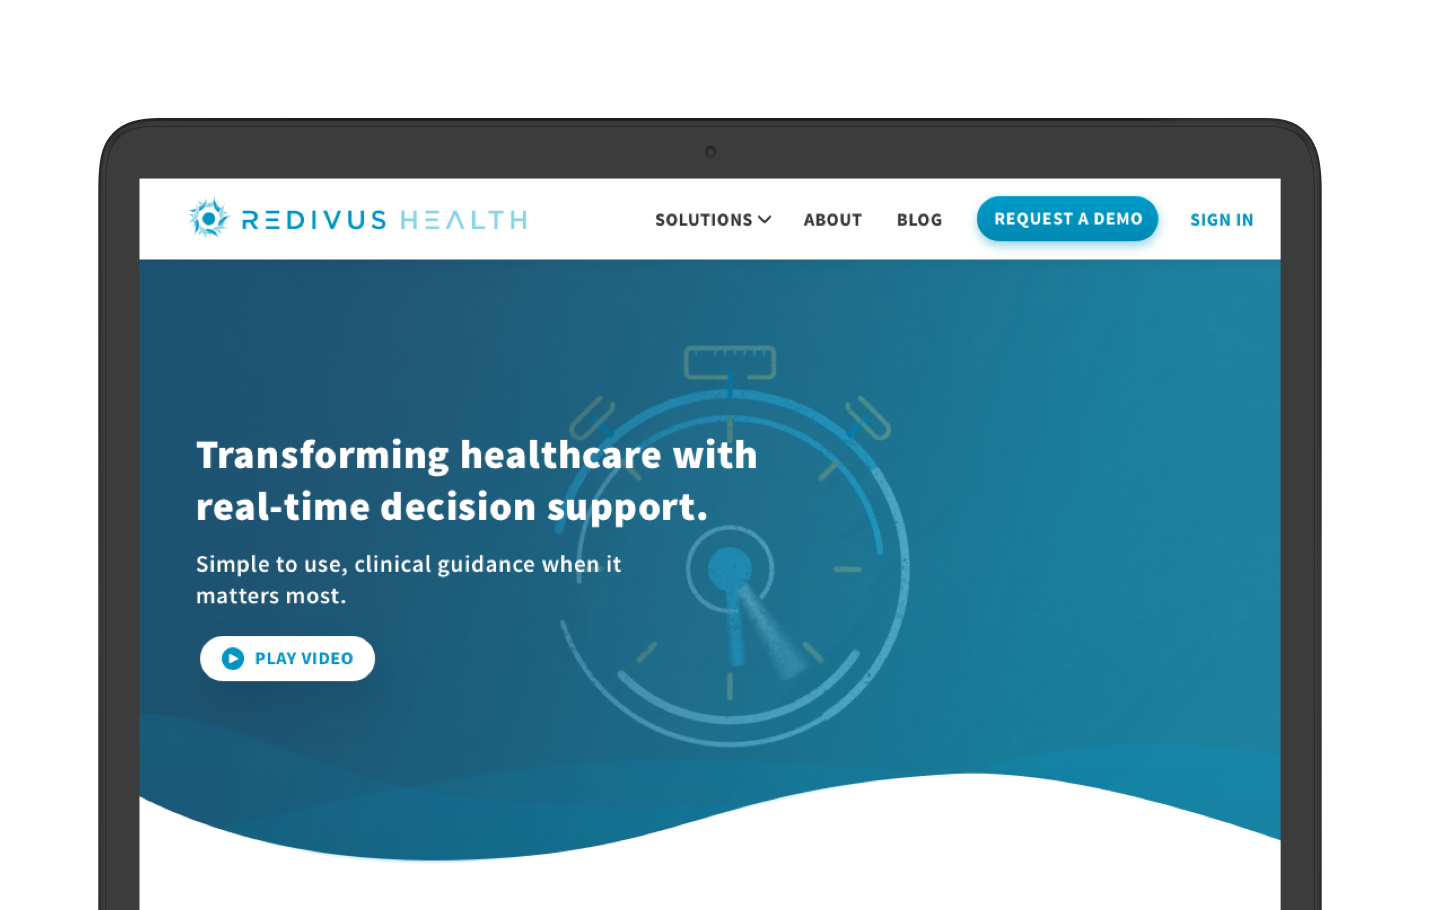 REDIVUS HEALTH
SOLUTIONS
ABOUT
BLOG
REQUEST A DEMO
SIGN IN
Transforming healthcare with
real-time decision support.
Simple to use, clinical guidance when it
matters most.
PLAY VIDEO